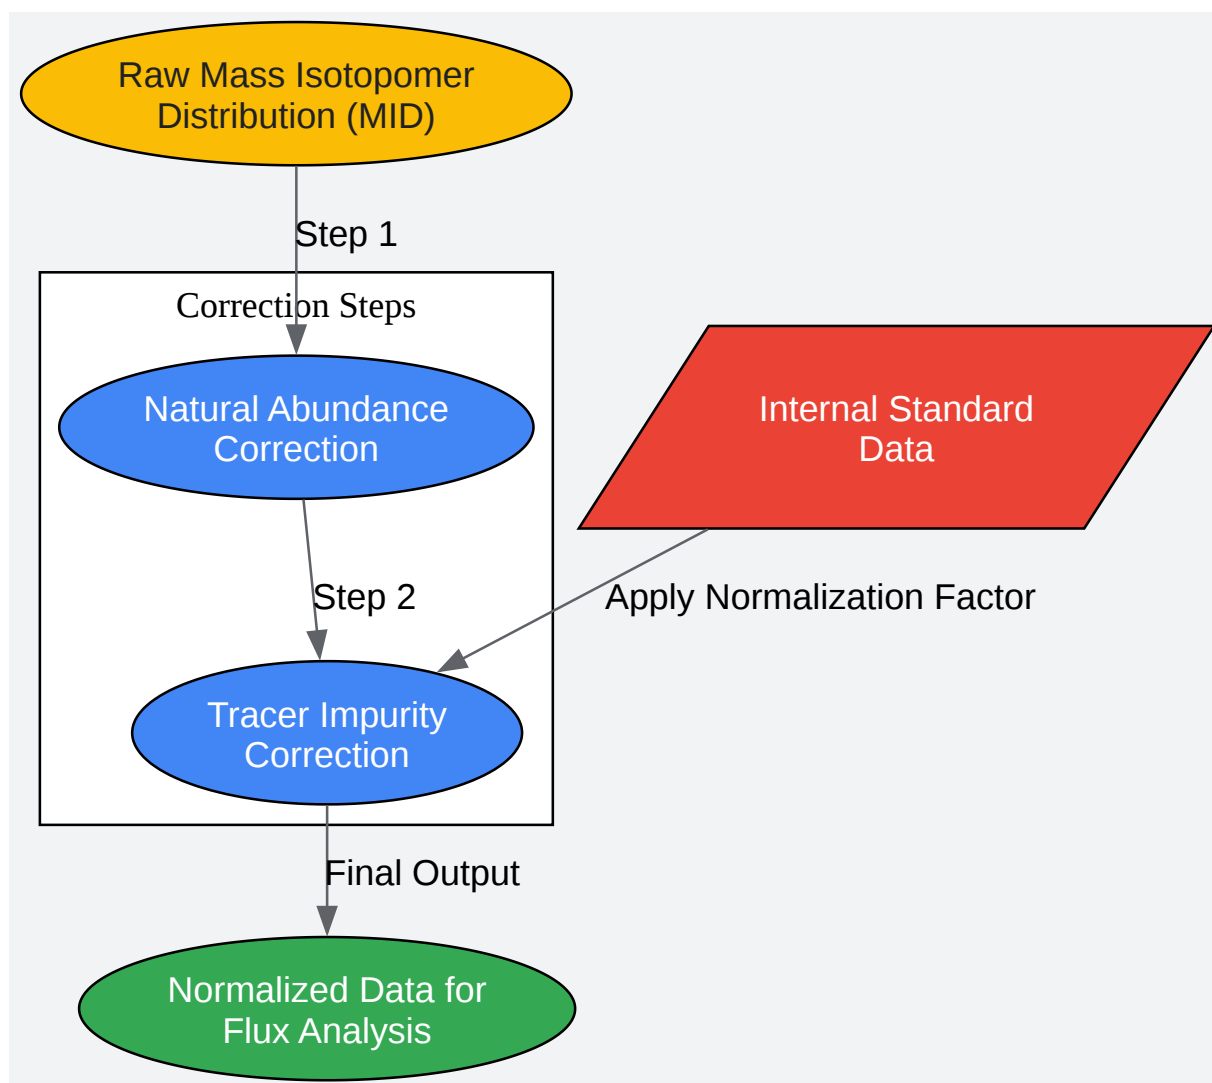 Raw Mass Isotopomer
Distribution (MID)
Step 1
Correction Steps
Natural Abundance
Correction
Internal Standard
Data
Step 2
Apply Normalization Factor
Tracer Impurity
Correction
Final Output
Normalized Data for
Flux Analysis